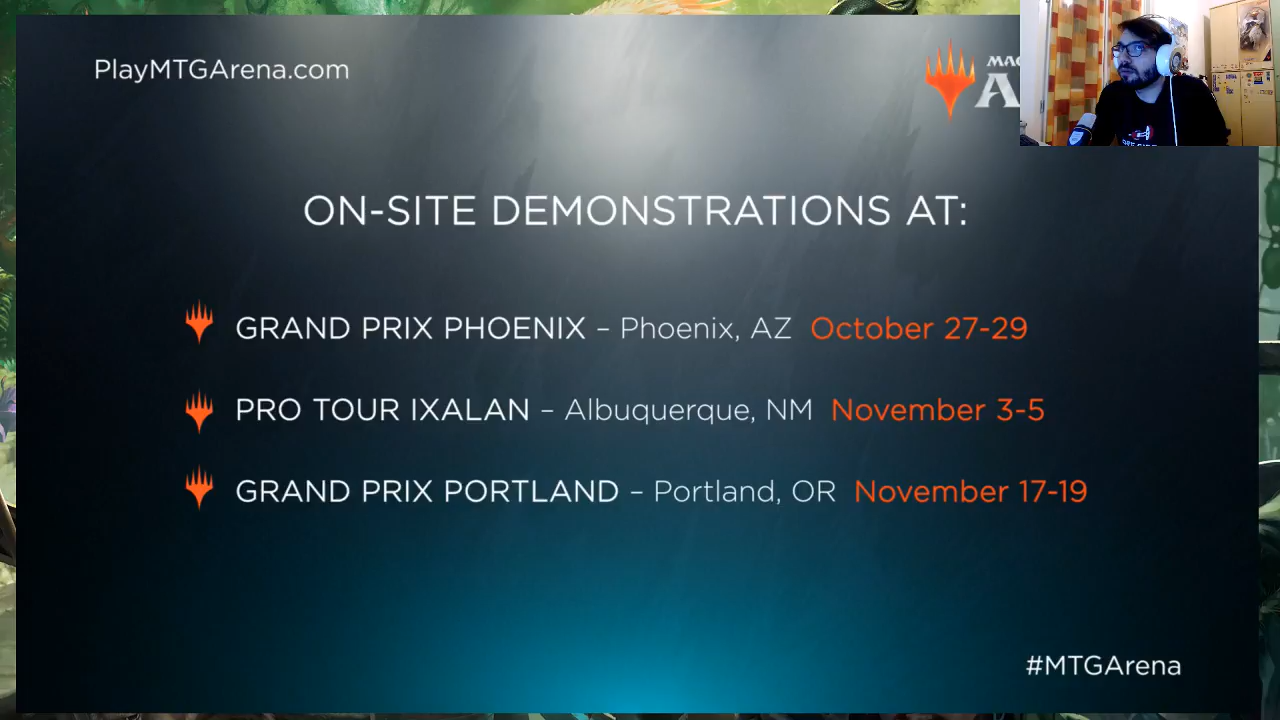 PlayMTGArena.com
ON-SITE DEMONSTRATIONS AT:
GRAND PRIX PHOENIX – Phoenix, AZ October 27-29
PRO TOUR IXALAN – Albuquerque, NM November 3-5
GRAND PRIX PORTLAND – Portland, OR November 17-19
#MTGArena